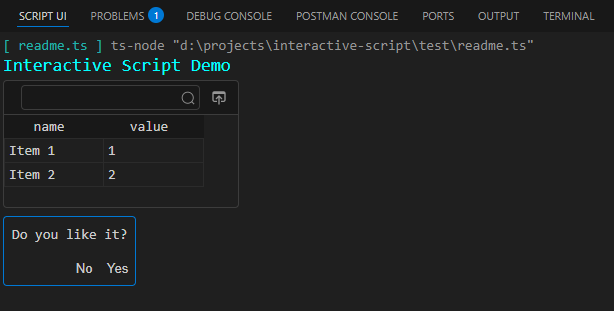 SCRIPT UI PROBLEMS 1 DEBUG CONSOLE POSTMAN CONSOLE PORTS OUTPUT TERMINAL
[ readme.ts ] ts-node "d:\projects\interactive-script\test\readme.ts"
Interactive Script Demo
name value
Item 1 1
Item 2 2
Do you like it?
No Yes